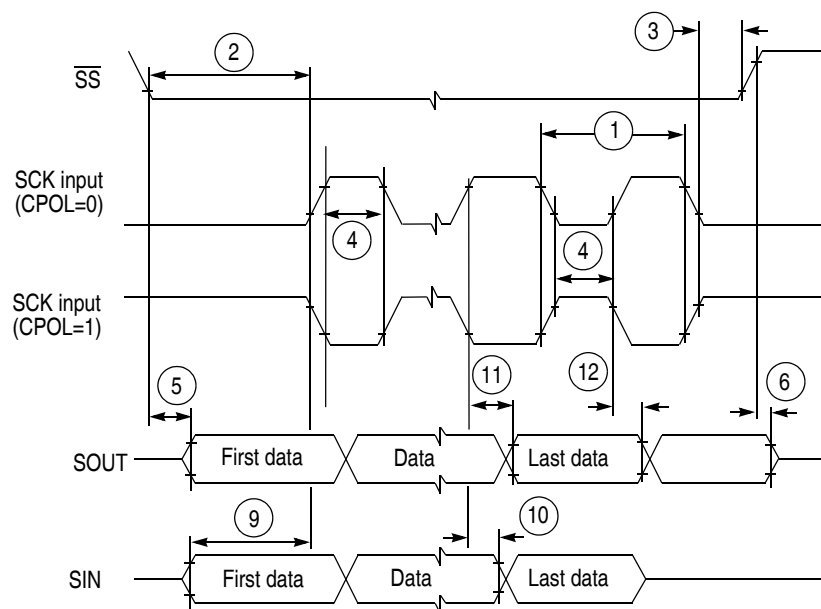 3
2
SS
1
SCK input
(CPOL=0)
4
4
SCK input
(CPOL=1)
5
11
12
6
SOUT
First data
Data
Last data
9
10
SIN
First data
Data
Last data